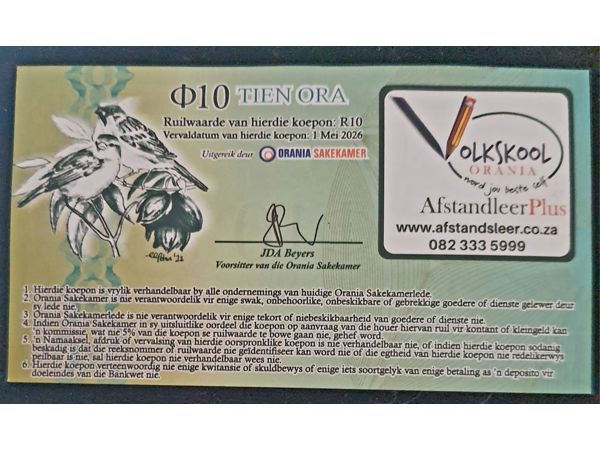 Ф10 TIEN ORA
Ruilwaarde van hierdie koepon: R10
Vervaldatum van hierdie koepon: 1 Mei 2026
Uitgereik deur ORANIA SAKEKAMER
JDA Beyers
Voorsitter van die Orania Sakekamer
VOLKSKOOL
ORANIA
word jou beste self
AfstandleerPlus
www.afstandsleer.co.za
082 333 5999
1. Hierdie koepon is vrylik verhandelbaar by alle ondernemings van huidige Orania Sakekamerlede.
2. Orania Sakekamer is nie verantwoordelik vir enige swak, onbehoorlike, onbeskikbare of gebrekkige goedere of dienste gelewer deur
sy lede nie.
3. Orania Sakekamerlede is nie verantwoordelik vir enige tekort of niebeskikbaarheid van goedere of dienste nie.
4. Indien Orania Sakekamer in sy uitsluitlike oordeel die koepon op aanvraag van die houer hiervan ruil vir kontant of kleingeld kan
'n kommissie, wat nie 5% van die koepon se ruilwaarde te bowe gaan nie, gehef word.
5. 'n Namaaksel, afdruk of vervalsing van hierdie oorspronklike koepon is nie verhandelbaar nie, of indien hierdie koepon sodanig
beskadig is dat die reeksnommer of ruilwaarde nie geïdentifiseer kan word nie of die egtheid van hierdie koepon nie redelikerwys
peilbaar is nie, sal hierdie koepon nie verhandelbaar wees nie.
6. Hierdie koepon verteenwoordig nie enige kwitansie of skuldbewys of enige iets soortgelyk van enige betaling as 'n deposito vir
doeleindes van die Bankwet nie.